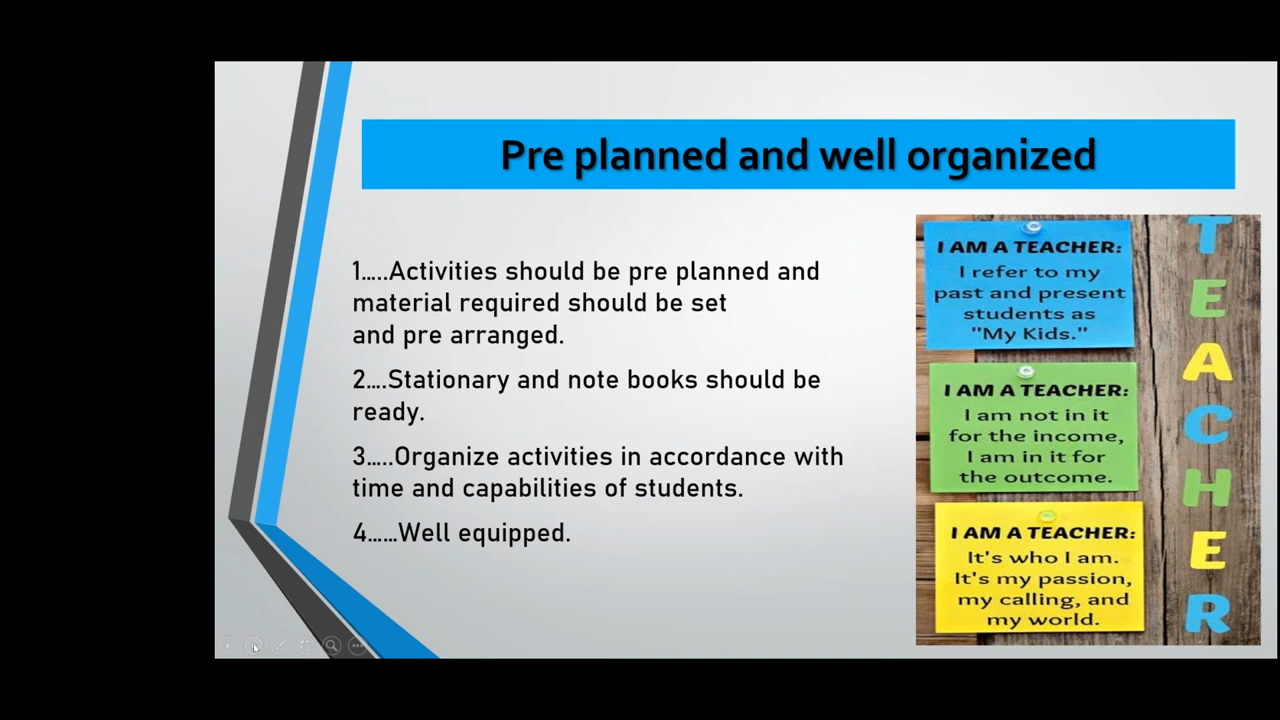 Pre planned and well organized
1.....Activities should be pre planned and
material required should be set
and pre arranged.
2....Stationary and note books should be
ready.
3.....Organize activities in accordance with
time and capabilities of students.
4......Well equipped.
I AM A TEACHER:
I refer to my
past and present
students as
"My Kids."
I AM A TEACHER:
I am not in it
for the income,
I am in it for
the outcome.
I AM A TEACHER:
It's who I am.
It's my passion,
my calling, and
my world.
TEACHER